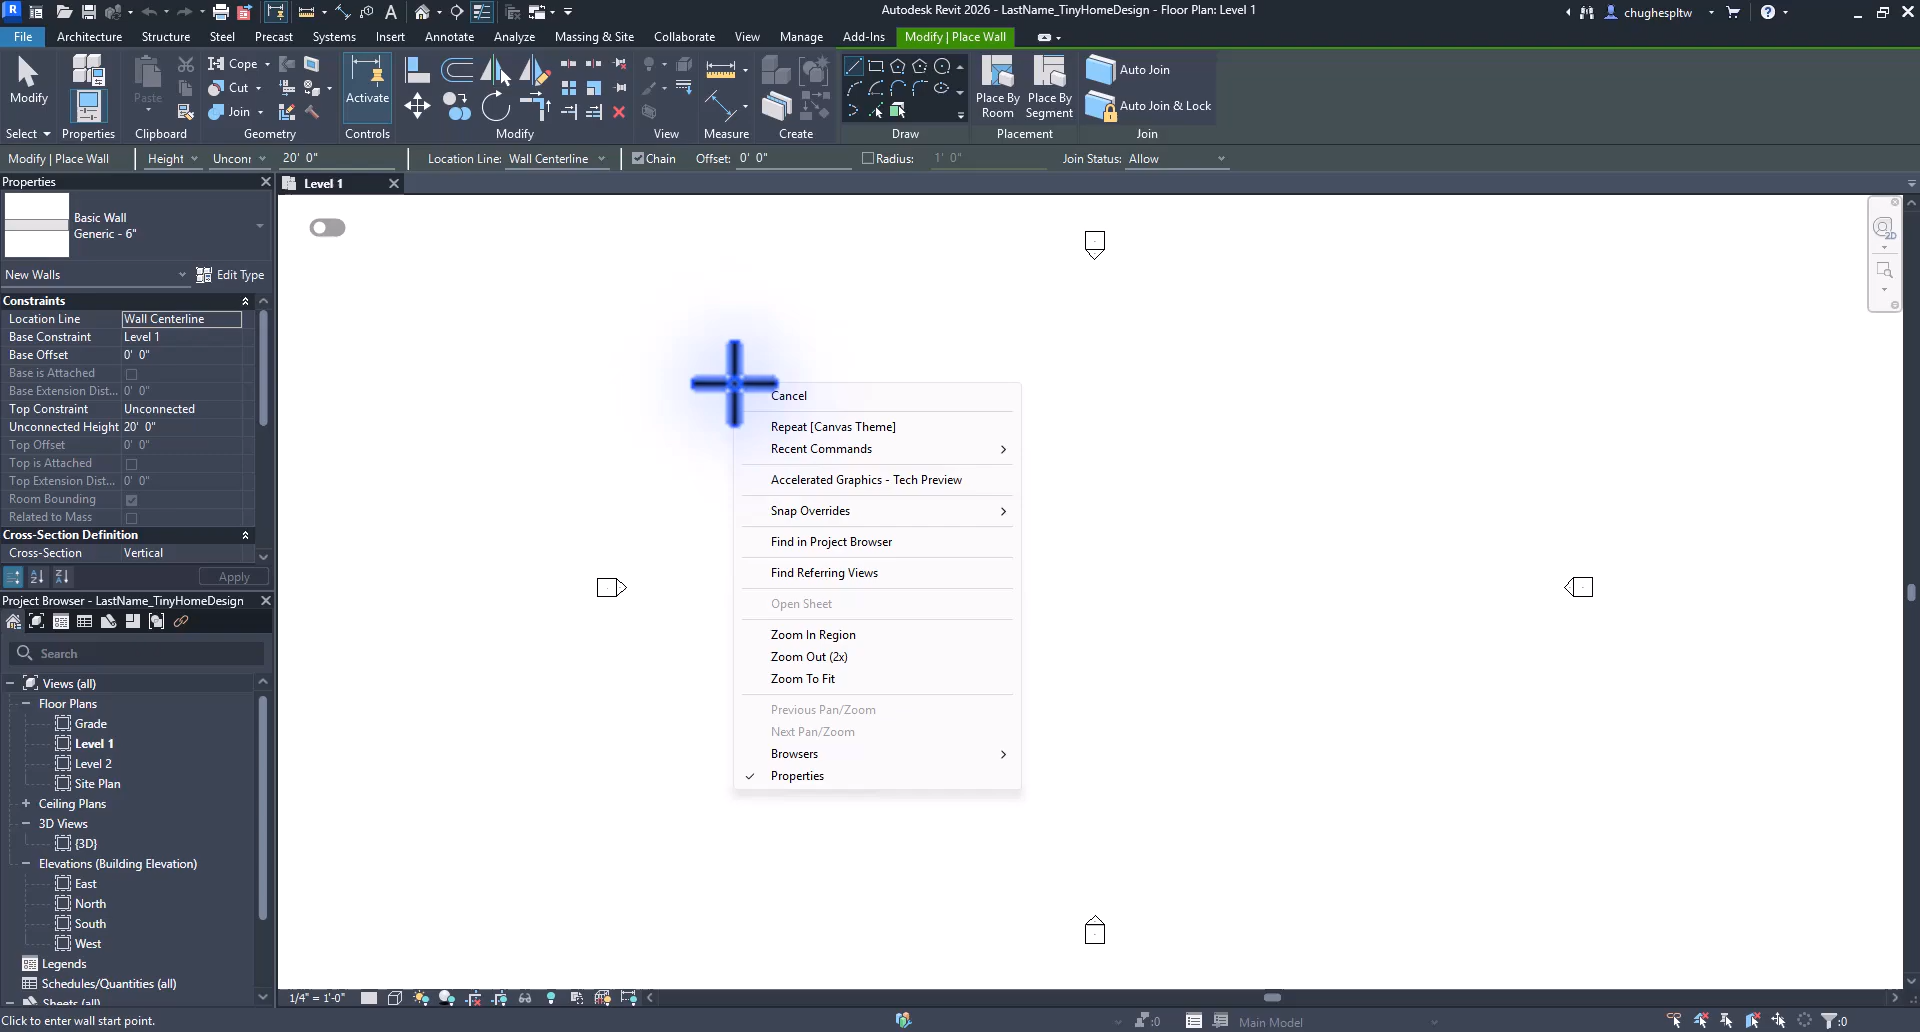 Autodesk Revit 2026 - LastName_TinyHomeDesign - Floor Plan: Level 1
chughespltw
File Architecture Structure Steel Precast Systems Insert Annotate Analyze Massing & Site Collaborate View Manage Add-Ins Modify | Place Wall
Modify
Paste
Cope
Cut
Join
Activate
Place By Room
Place By Segment
Auto Join
Auto Join & Lock
Select Properties Clipboard Geometry Controls Modify View Measure Create Draw Placement Join
Modify | Place Wall Height Unconr 20' 0" Location Line: Wall Centerline Chain Offset: 0' 0" Radius: 1' 0" Join Status: Allow
Properties
Level 1
Basic Wall
Generic - 6"
New Walls Edit Type
Constraints
Location Line Wall Centerline
Base Constraint Level 1
Base Offset 0' 0"
Base is Attached
Base Extension Dist... 0' 0"
Top Constraint Unconnected
Unconnected Height 20' 0"
Top Offset 0' 0"
Top is Attached
Top Extension Dist... 0' 0"
Room Bounding
Related to Mass
Cross-Section Definition
Cross-Section Vertical
Apply
Project Browser - LastName_TinyHomeDesign
Search
Views (all)
Floor Plans
Grade
Level 1
Level 2
Site Plan
Ceiling Plans
3D Views
{3D}
Elevations (Building Elevation)
East
North
South
West
Legends
Schedules/Quantities (all)
Sheets (all)
Cancel
Repeat [Canvas Theme]
Recent Commands
Accelerated Graphics - Tech Preview
Snap Overrides
Find in Project Browser
Find Referring Views
Open Sheet
Zoom In Region
Zoom Out (2x)
Zoom To Fit
Previous Pan/Zoom
Next Pan/Zoom
Browsers
Properties
2D
1/4" = 1'-0"
Click to enter wall start point.
:0
Main Model
:0